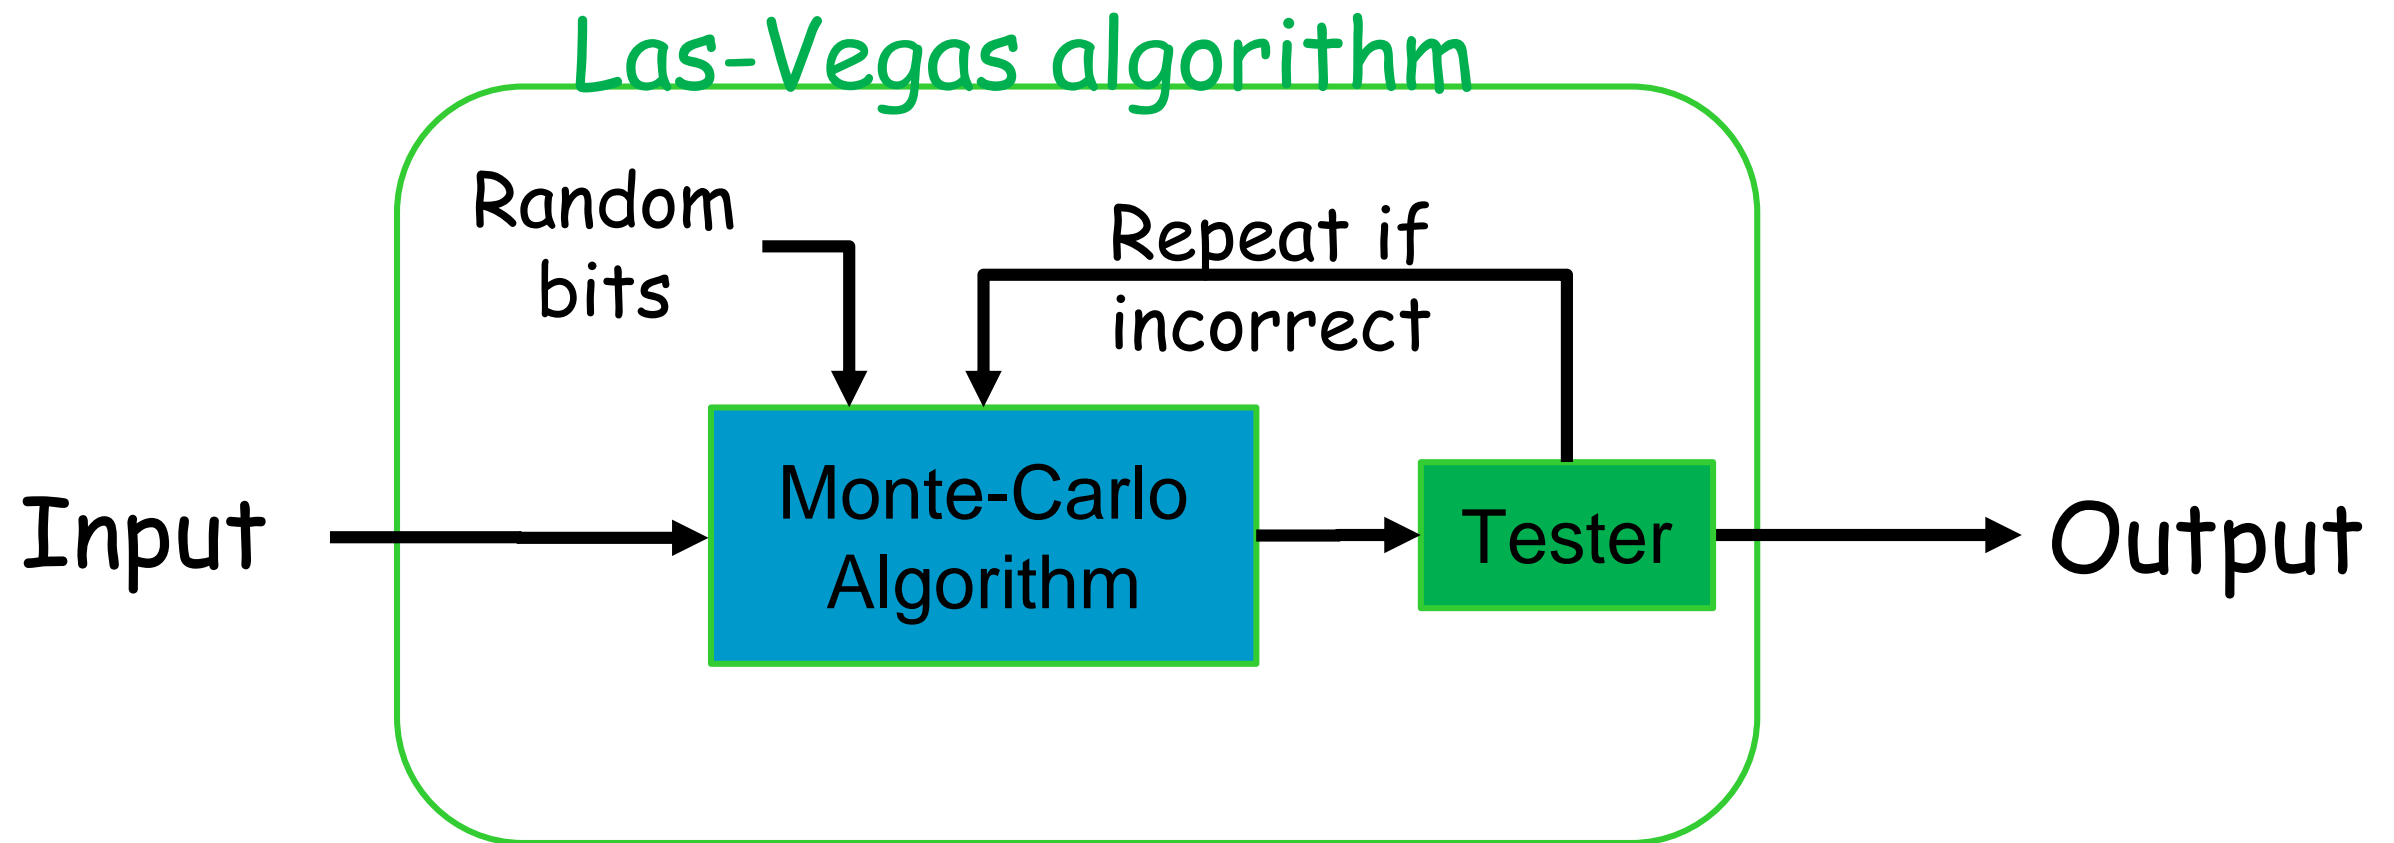 Las-Vegas algorithm
Random
bits
Repeat if
incorrect
Input
Monte-Carlo
Algorithm
Tester
Output